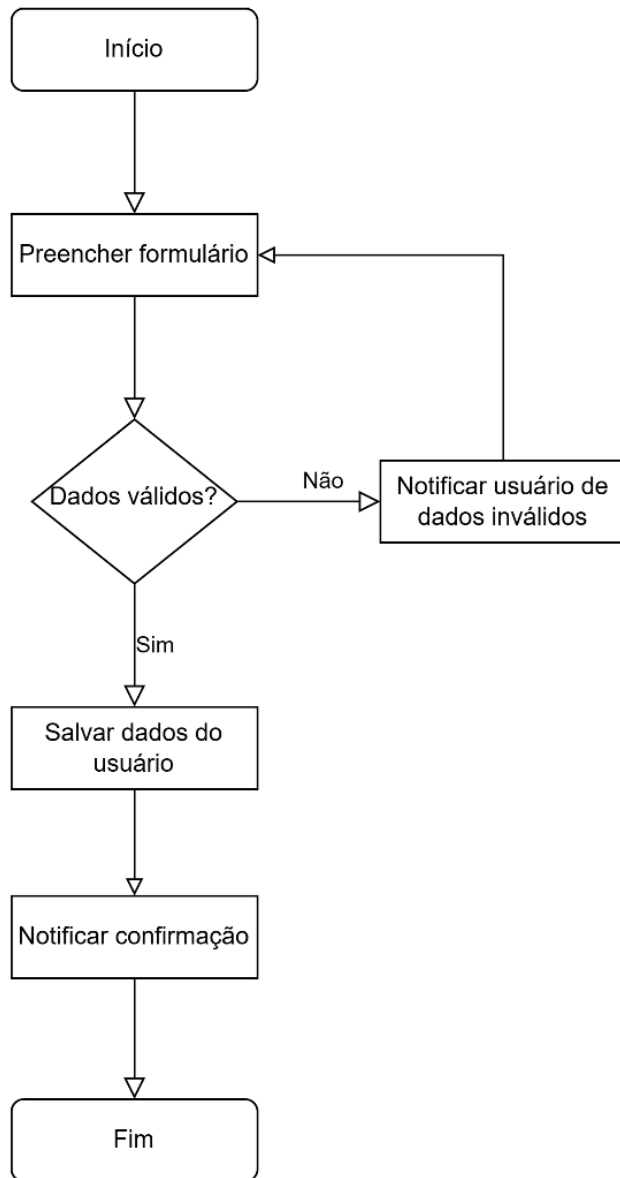 Início
Preencher formulário
Dados válidos?
Não
Notificar usuário de
dados inválidos
Sim
Salvar dados do
usuário
Notificar confirmação
Fim